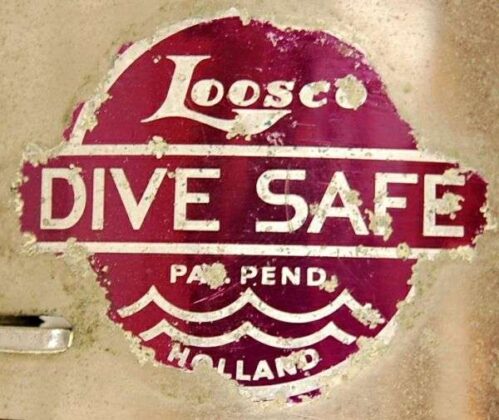 Loosco
DIVE SAFE
PAT. PEND.
HOLLAND